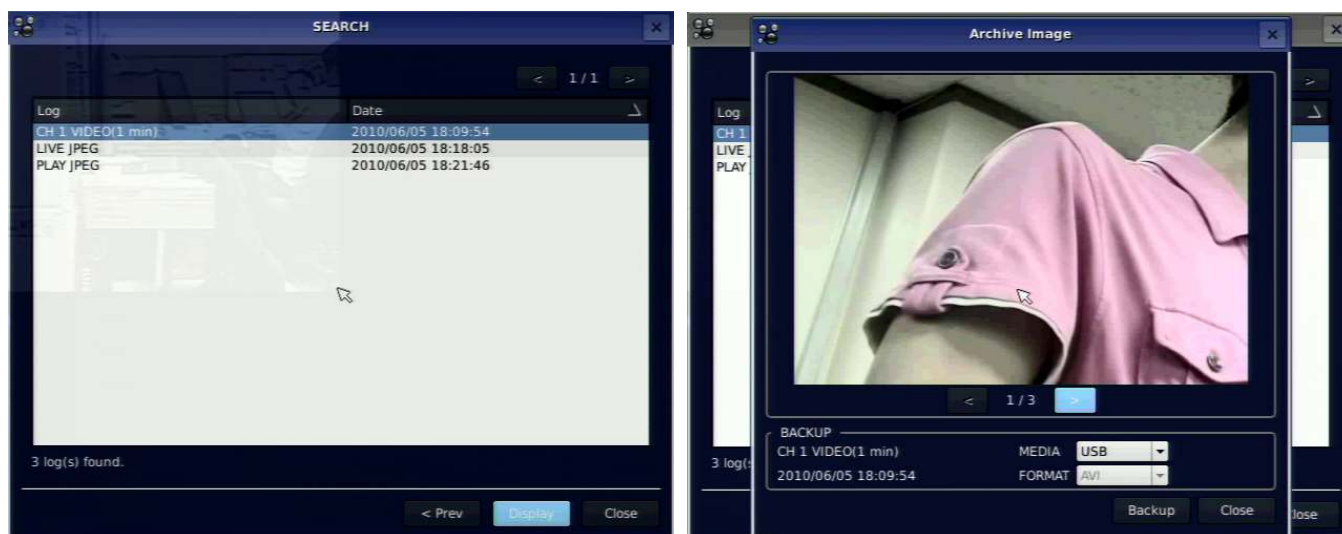 SEARCH
< 1/1 >
Log Date
CH 1 VIDEO(1 min) 2010/06/05 18:09:54
LIVE JPEG 2010/06/05 18:18:05
PLAY JPEG 2010/06/05 18:21:46
3 log(s) found.
< Prev Display Close
Archive Image
>
Log
CH 1
LIVE
PLAY
< 1/3 >
BACKUP
CH 1 VIDEO(1 min) MEDIA USB
2010/06/05 18:09:54 FORMAT AVI
3 log(s
Backup Close
lose